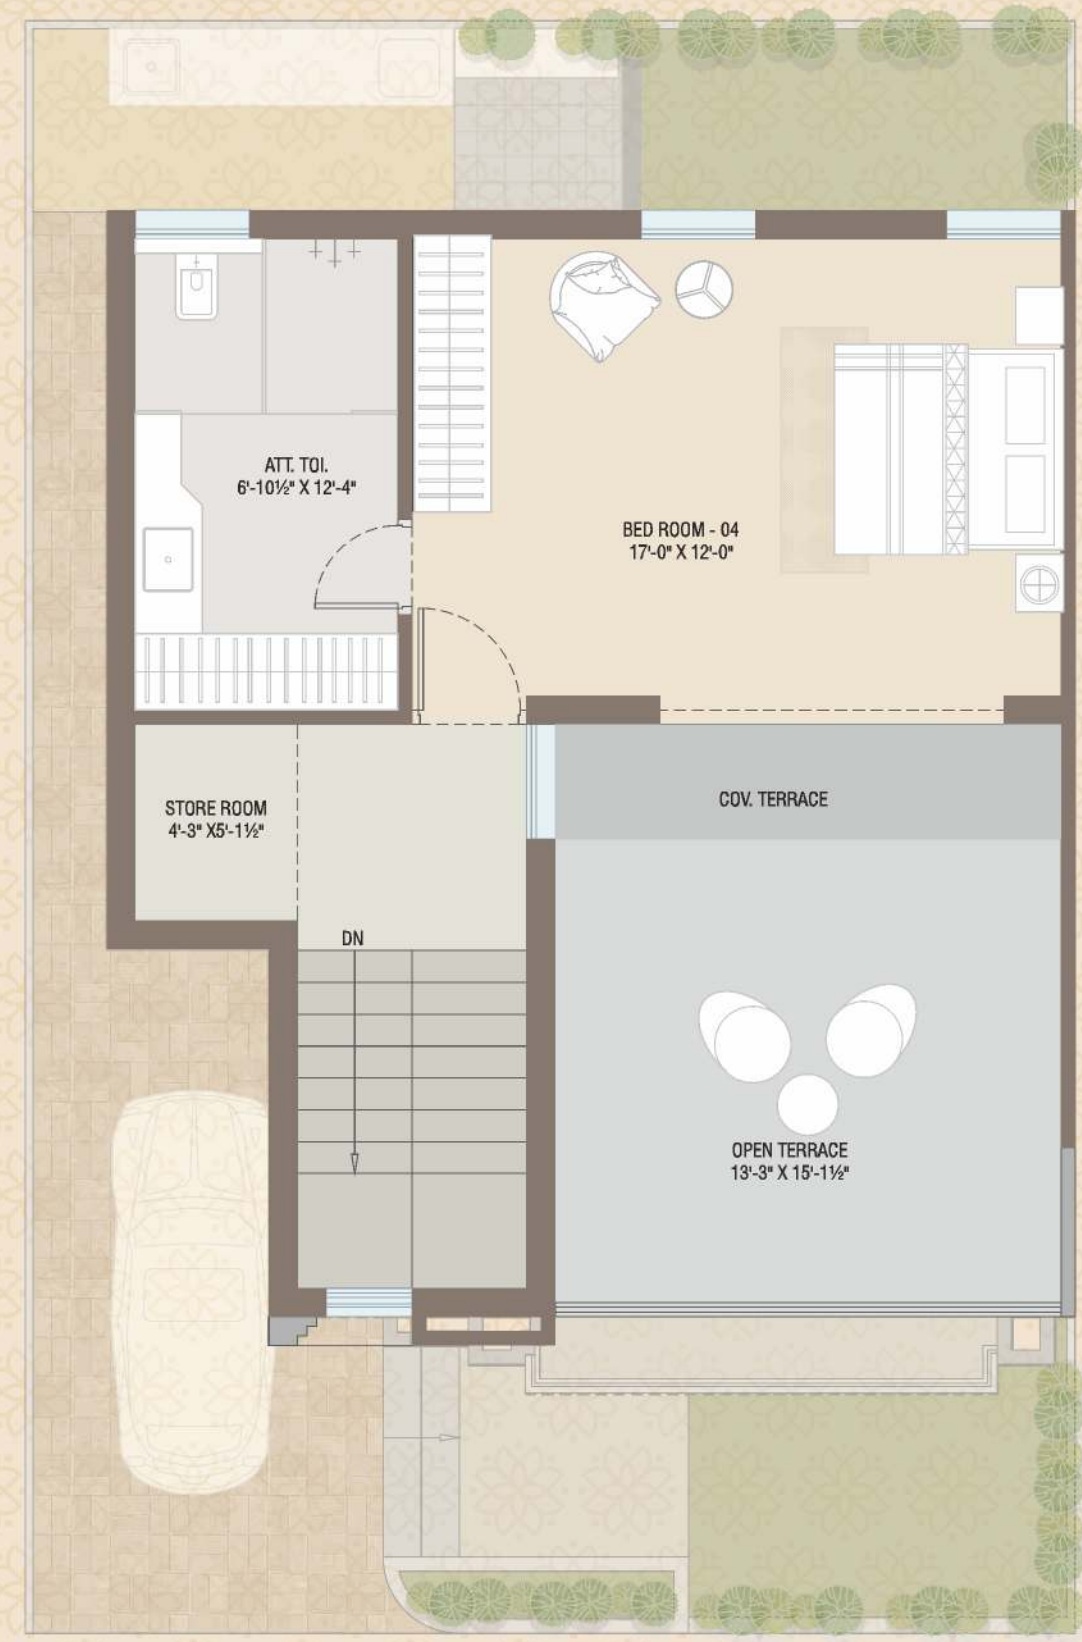 ATT. TOI.
6'-10½" X 12'-4"
BED ROOM - 04
17'-0" X 12'-0"
STORE ROOM
4'-3" X5'-1½"
COV. TERRACE
DN
OPEN TERRACE
13'-3" X 15'-1½"